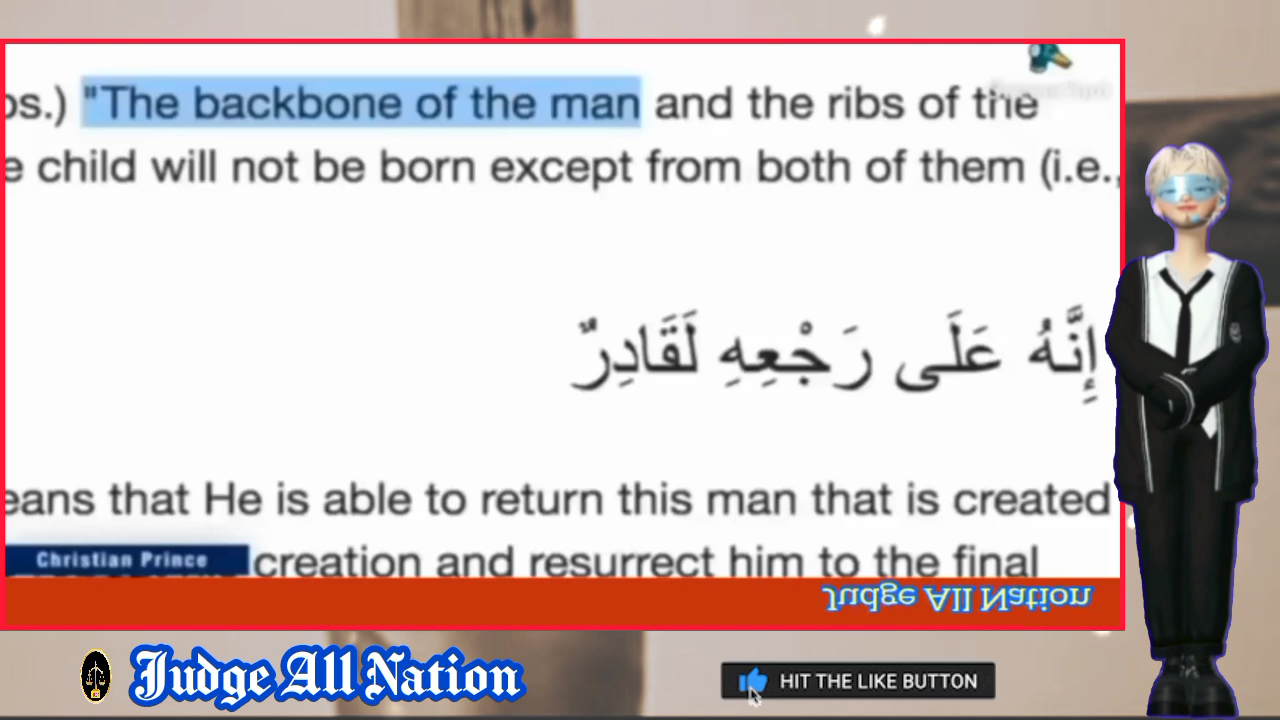 os.) "The backbone of the man and the ribs of the
e child will not be born except from both of them (i.e.,
إِنَّهُ عَلَى رَجْعِهِ لَقَادِرٌ
eans that He is able to return this man that is created
Christian Prince
creation and resurrect him to the final
Judge All Nation
Judge All Nation
HIT THE LIKE BUTTON